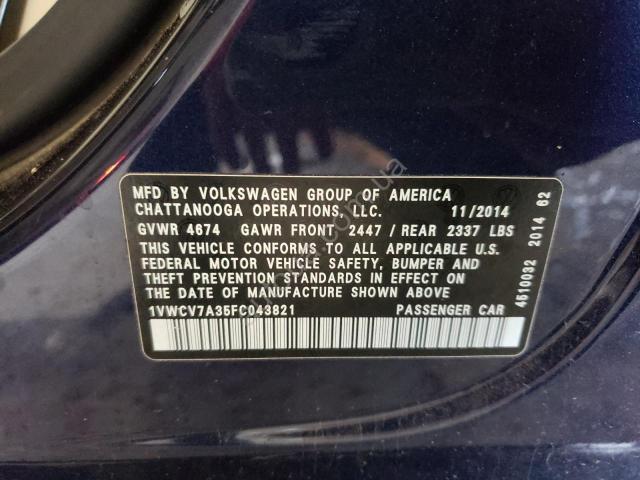 MFD BY VOLKSWAGEN GROUP OF AMERICA
CHATTANOOGA OPERATIONS, LLC. 11/2014
GVWR 4674 GAWR FRONT 2447/ REAR 2337 LBS
THIS VEHICLE CONFORMS TO ALL APPLICABLE U.S.
FEDERAL MOTOR VEHICLE SAFETY, BUMPER AND
THEFT PREVENTION STANDARDS IN EFFECT ON
THE DATE OF MANUFACTURE SHOWN ABOVE
1VWCV7A35FC043821 PASSENGER CAR
4510032 2014 62